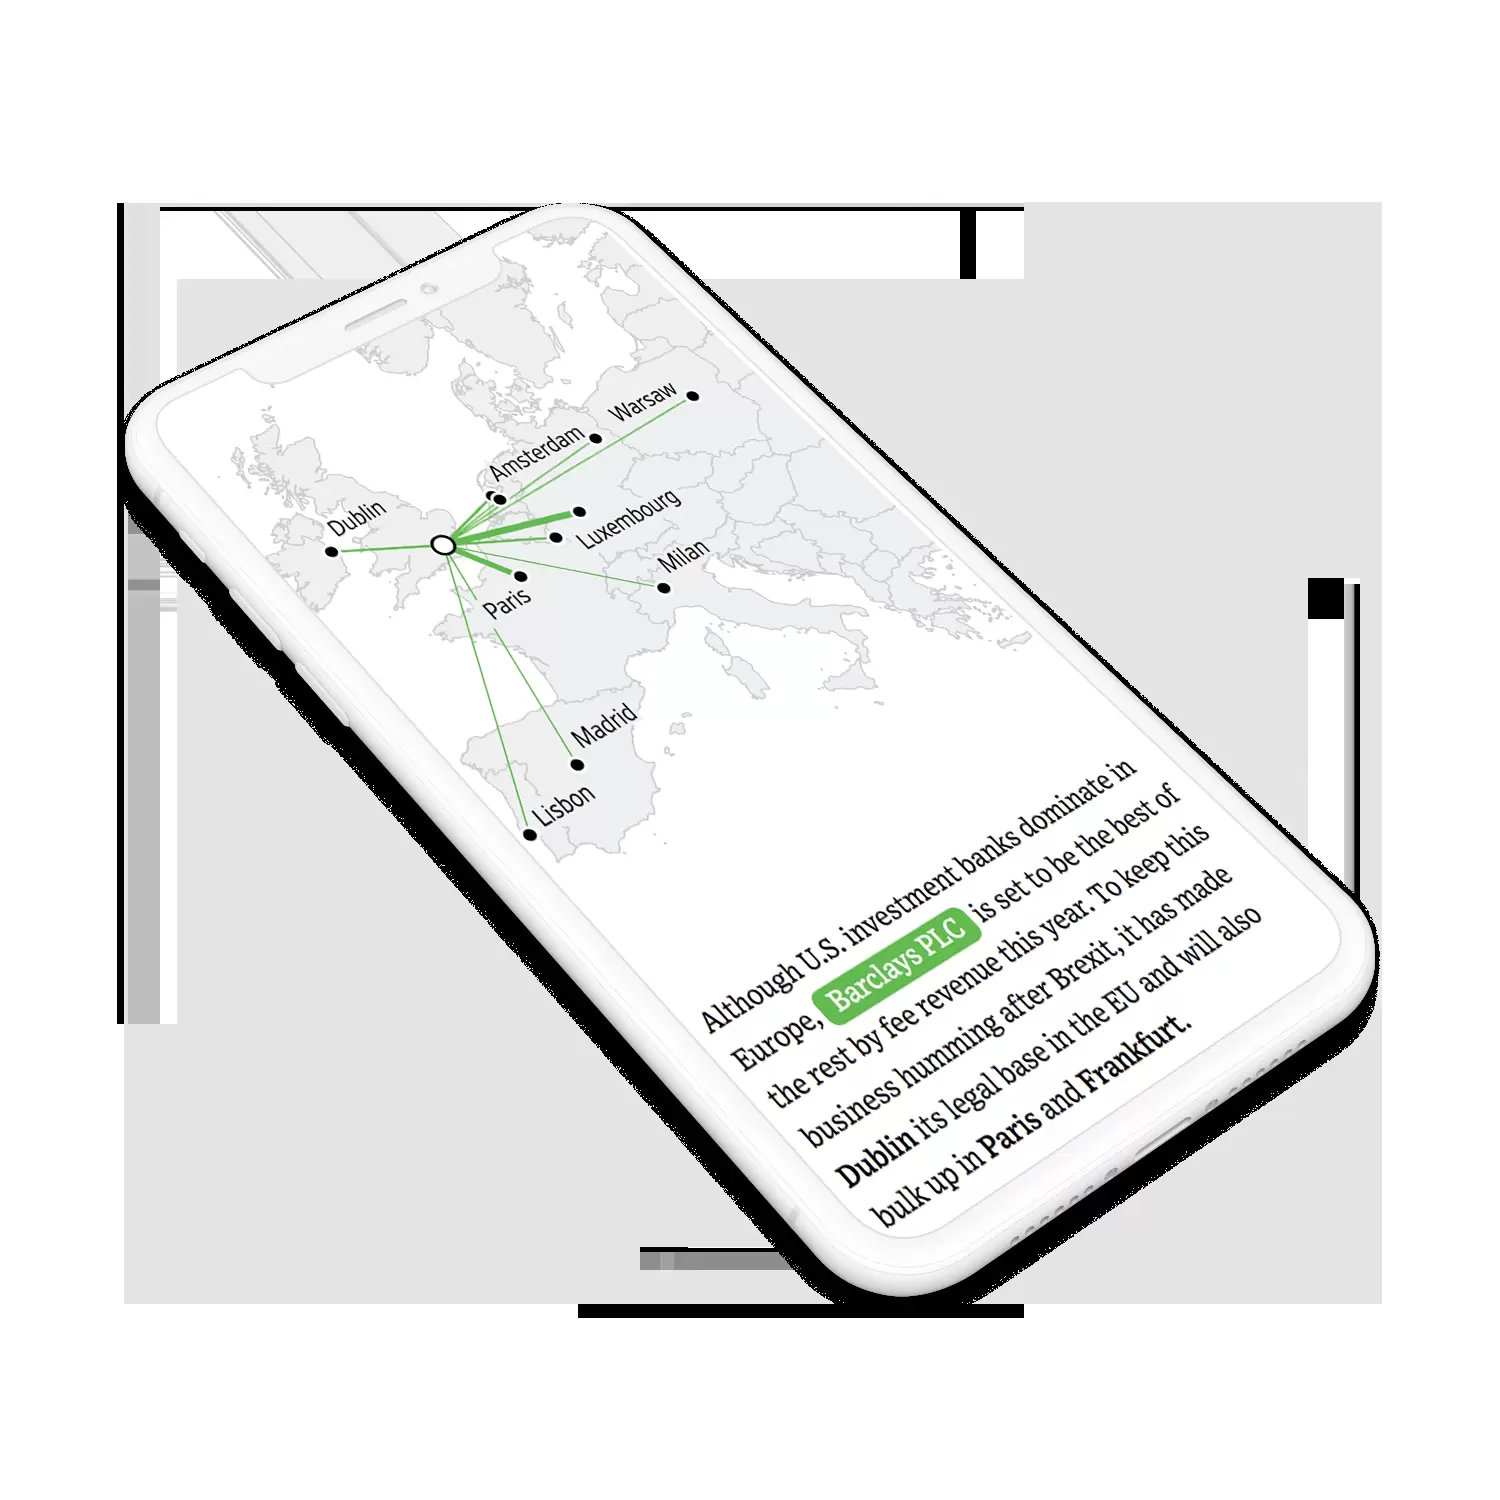 Warsaw
Amsterdam
Dublin
Luxembourg
Milan
Paris
Madrid
Lisbon
Although U.S. investment banks dominate in
Europe, Barclays PLC is set to be the best of
the rest by fee revenue this year. To keep this
business humming after Brexit, it has made
Dublin its legal base in the EU and will also
bulk up in Paris and Frankfurt.